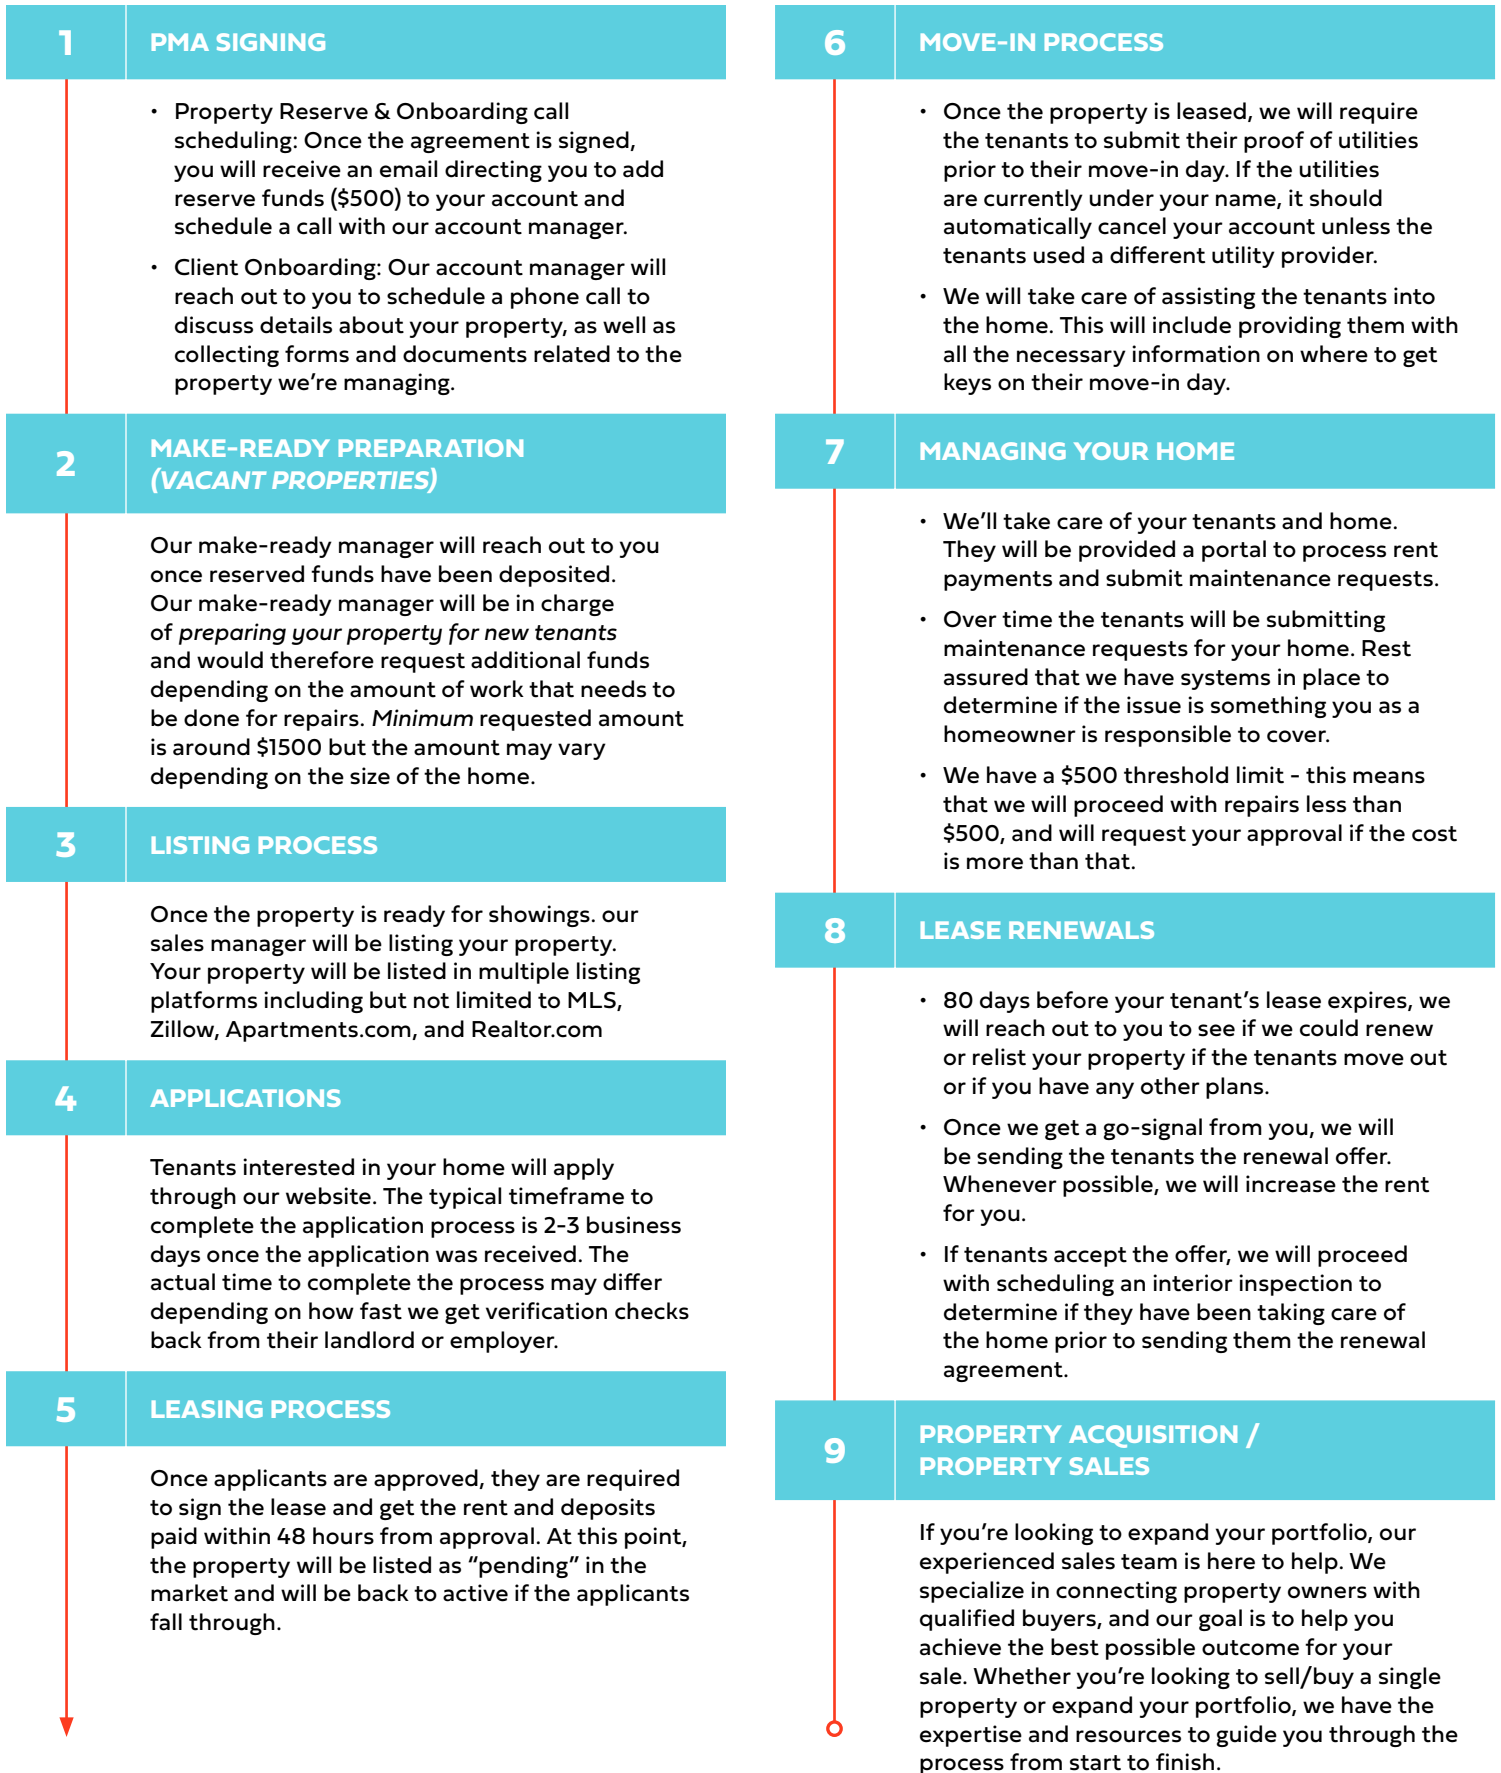 1
PMA SIGNING
• Property Reserve & Onboarding call
scheduling: Once the agreement is signed,
you will receive an email directing you to add
reserve funds ($500) to your account and
schedule a call with our account manager.
• Client Onboarding: Our account manager will
reach out to you to schedule a phone call to
discuss details about your property, as well as
collecting forms and documents related to the
property we’re managing.
2
MAKE-READY PREPARATION
(VACANT PROPERTIES)
Our make-ready manager will reach out to you
once reserved funds have been deposited.
Our make-ready manager will be in charge
of preparing your property for new tenants
and would therefore request additional funds
depending on the amount of work that needs to
be done for repairs. Minimum requested amount
is around $1500 but the amount may vary
depending on the size of the home.
3
LISTING PROCESS
Once the property is ready for showings. our
sales manager will be listing your property.
Your property will be listed in multiple listing
platforms including but not limited to MLS,
Zillow, Apartments.com, and Realtor.com
4
APPLICATIONS
Tenants interested in your home will apply
through our website. The typical timeframe to
complete the application process is 2-3 business
days once the application was received. The
actual time to complete the process may differ
depending on how fast we get verification checks
back from their landlord or employer.
5
LEASING PROCESS
Once applicants are approved, they are required
to sign the lease and get the rent and deposits
paid within 48 hours from approval. At this point,
the property will be listed as “pending” in the
market and will be back to active if the applicants
fall through.
6
MOVE-IN PROCESS
• Once the property is leased, we will require
the tenants to submit their proof of utilities
prior to their move-in day. If the utilities
are currently under your name, it should
automatically cancel your account unless the
tenants used a different utility provider.
• We will take care of assisting the tenants into
the home. This will include providing them with
all the necessary information on where to get
keys on their move-in day.
7
MANAGING YOUR HOME
• We’ll take care of your tenants and home.
They will be provided a portal to process rent
payments and submit maintenance requests.
• Over time the tenants will be submitting
maintenance requests for your home. Rest
assured that we have systems in place to
determine if the issue is something you as a
homeowner is responsible to cover.
• We have a $500 threshold limit - this means
that we will proceed with repairs less than
$500, and will request your approval if the cost
is more than that.
8
LEASE RENEWALS
• 80 days before your tenant’s lease expires, we
will reach out to you to see if we could renew
or relist your property if the tenants move out
or if you have any other plans.
• Once we get a go-signal from you, we will
be sending the tenants the renewal offer.
Whenever possible, we will increase the rent
for you.
• If tenants accept the offer, we will proceed
with scheduling an interior inspection to
determine if they have been taking care of
the home prior to sending them the renewal
agreement.
9
PROPERTY ACQUISITION /
PROPERTY SALES
If you’re looking to expand your portfolio, our
experienced sales team is here to help. We
specialize in connecting property owners with
qualified buyers, and our goal is to help you
achieve the best possible outcome for your
sale. Whether you’re looking to sell/buy a single
property or expand your portfolio, we have the
expertise and resources to guide you through the
process from start to finish.